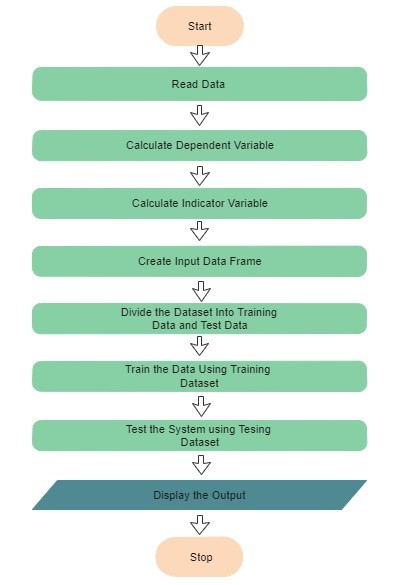 Start
Read Data
Calculate Dependent Variable
Calculate Indicator Variable
Create Input Data Frame
Divide the Dataset Into Training
Data and Test Data
Train the Data Using Training
Dataset
Test the System using Tesing
Dataset
Display the Output
Stop